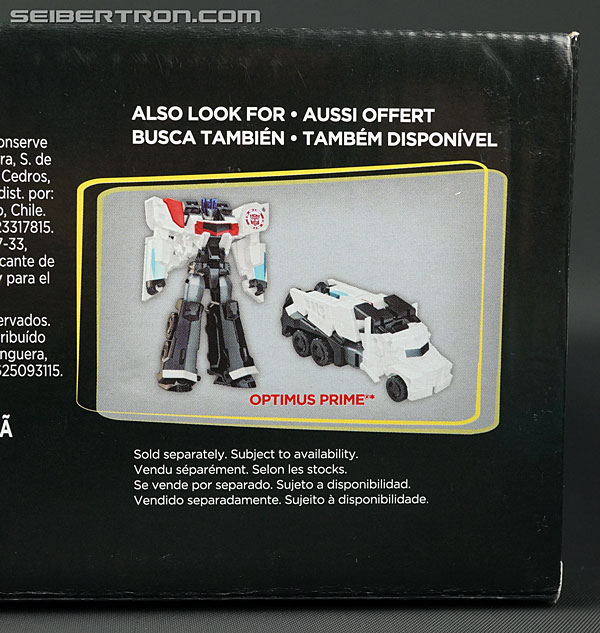 SEIBERTRON.COM
ALSO LOOK FOR • AUSSI OFFERT
BUSCA TAMBIÉN • TAMBÉM DISPONÍVEL
onserve
ra, S. de
Cedros,
dist. por:
o, Chile.
23317815.
7-33,
icante de
y para el
ervados.
tribuído
nguera,
525093115.
Ã
OPTIMUS PRIME**
Sold separately. Subject to availability.
Vendu séparément. Selon les stocks.
Se vende por separado. Sujeto a disponibilidad.
Vendido separadamente. Sujeito à disponibilidade.